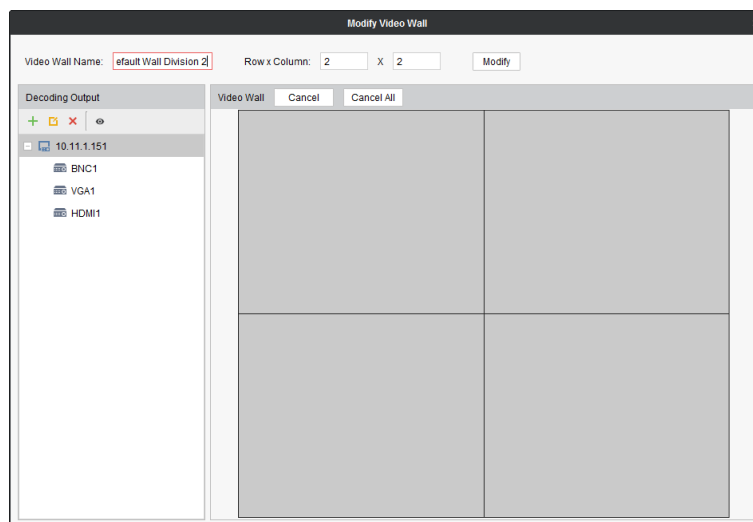 Modify Video Wall
Video Wall Name: efault Wall Division 2 Row x Column: 2 X 2 Modify
Decoding Output
Video Wall Cancel Cancel All
10.11.1.151
BNC1
VGA1
HDMI1